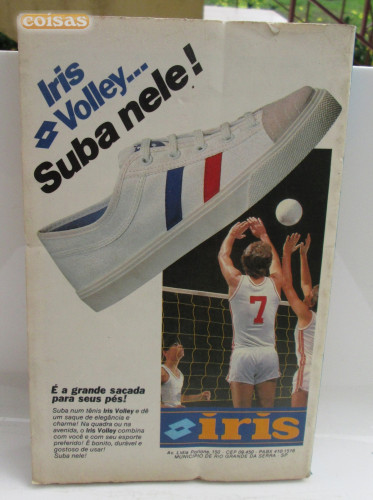 coisas
Iris
Volley...
Suba nele!
7
É a grande sacada
para seus pés!
Suba num tênis Iris Volley e dê
um saque de elegância e
charme! Na quadra ou na
avenida, o Iris Volley combina
com você e com seu esporte
preferido! É bonito, durável e
gostoso de usar!
Suba nele!
iris
MUNICÍPIO DE RIO GRANDE DA SERRA SP